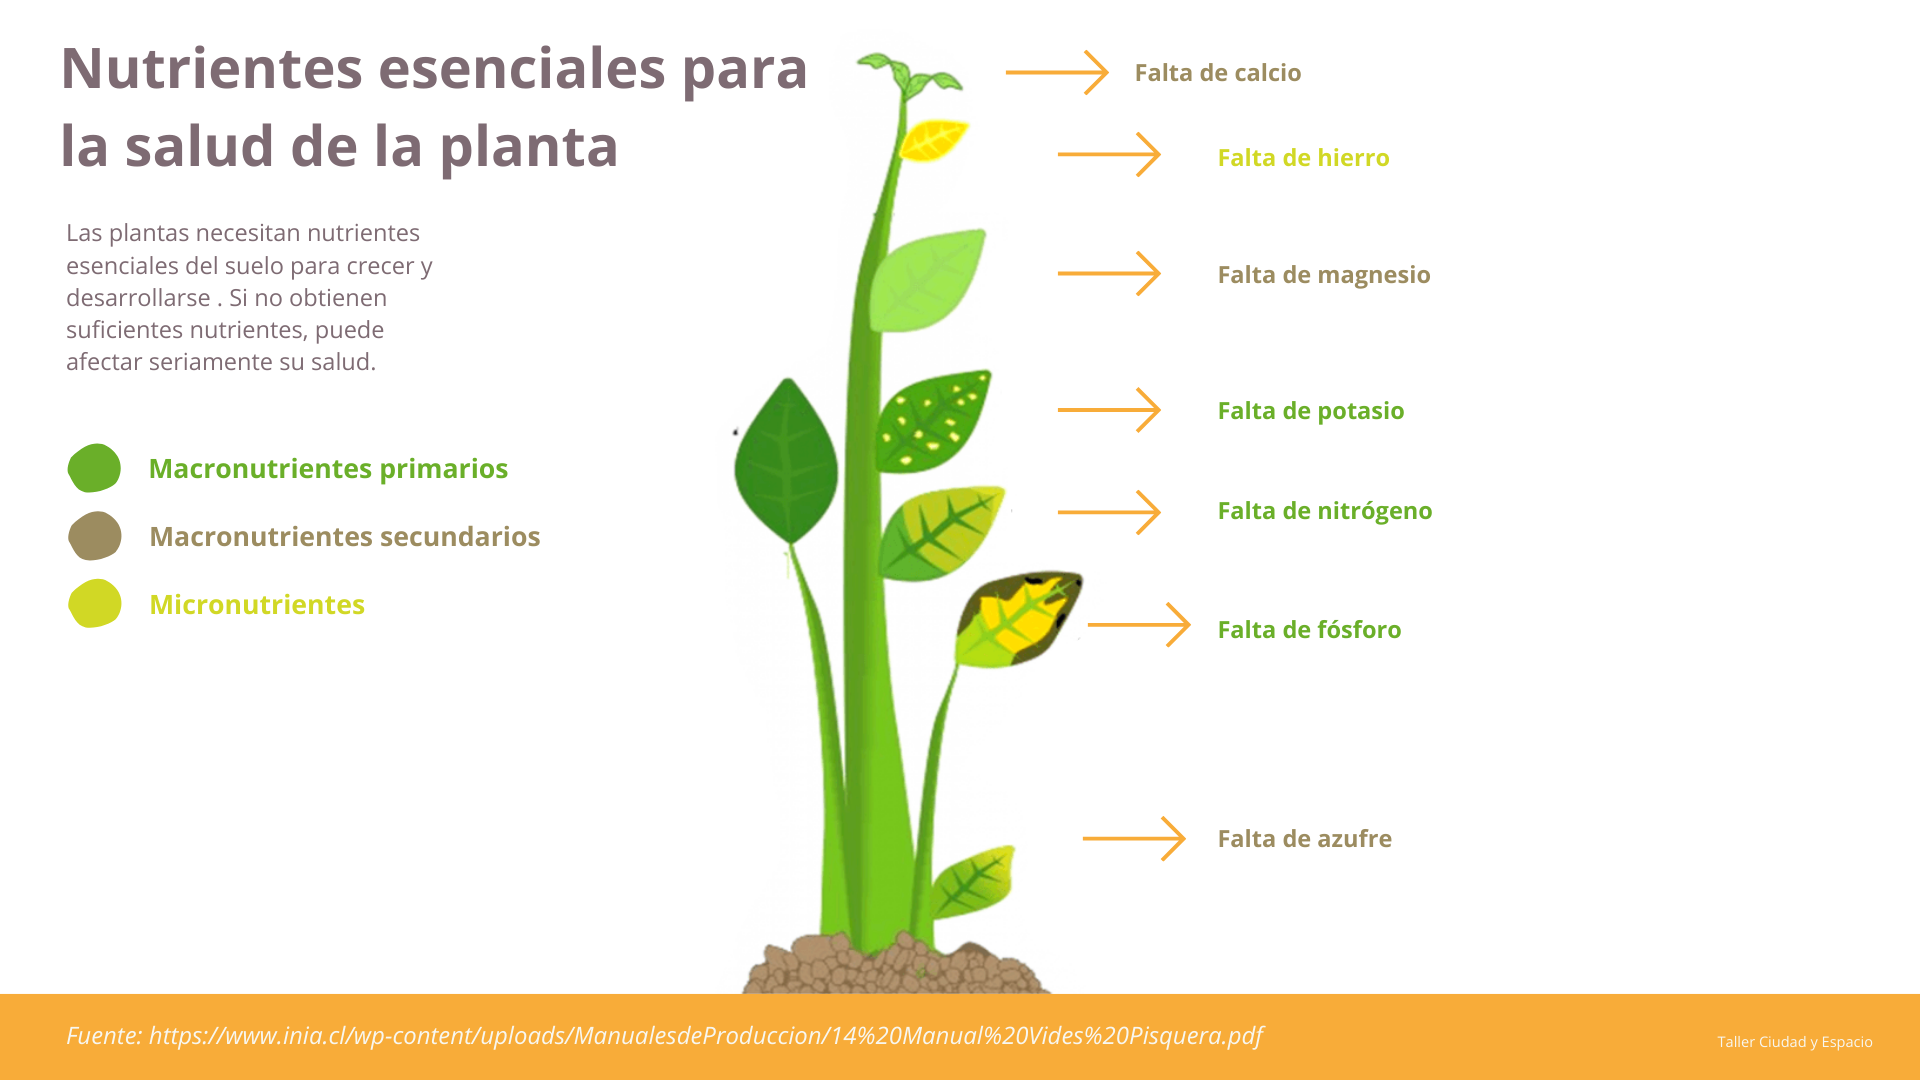 Nutrientes esenciales para
la salud de la planta
Las plantas necesitan nutrientes
esenciales del suelo para crecer y
desarrollarse . Si no obtienen
suficientes nutrientes, puede
afectar seriamente su salud.
Macronutrientes primarios
Macronutrientes secundarios
Micronutrientes
Falta de calcio
Falta de hierro
Falta de magnesio
Falta de potasio
Falta de nitrógeno
Falta de fósforo
Falta de azufre
Fuente: https://www.inia.cl/wp-content/uploads/ManualesdeProduccion/14%20Manual%20Vides%20Pisquera.pdf
Taller Ciudad y Espacio